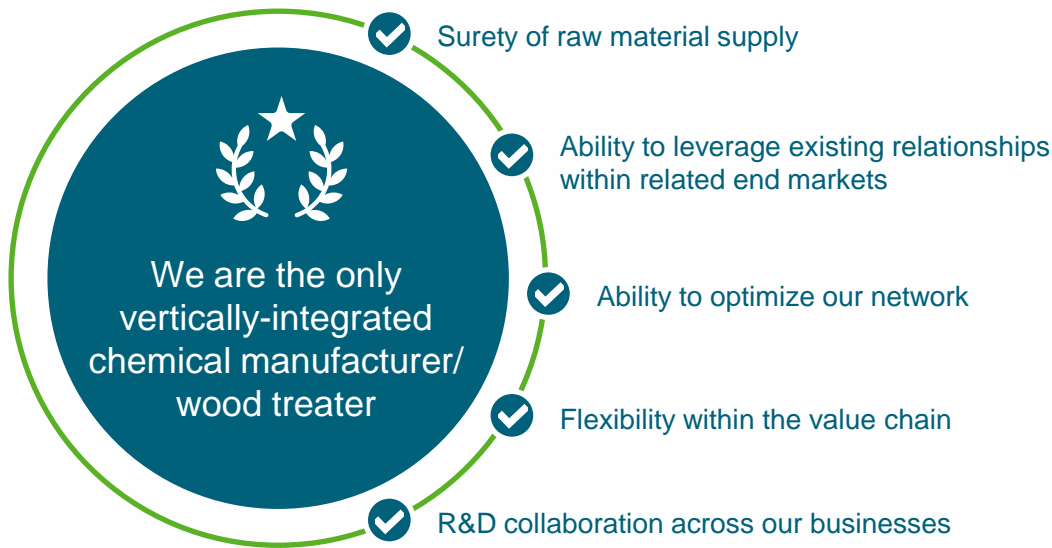 Surety of raw material supply
Ability to leverage existing relationships
within related end markets
We are the only
vertically-integrated
chemical manufacturer/
wood treater
Ability to optimize our network
Flexibility within the value chain
R&D collaboration across our businesses